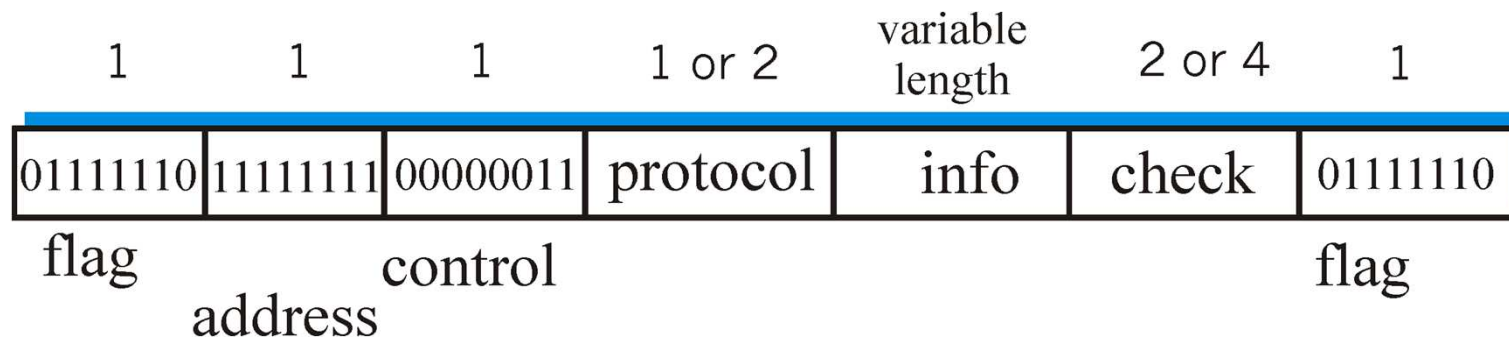 1 1 1 1 or 2 variable length 2 or 4 1
01111110 11111111 00000011 protocol info check 01111110
flag address control flag